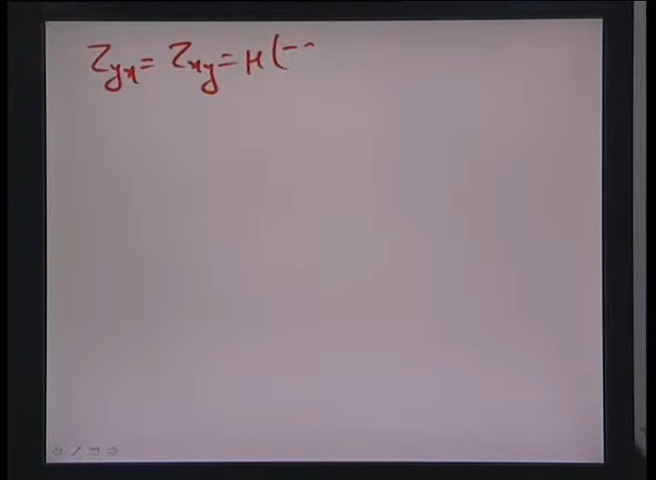 τyx = τxy = μ(--